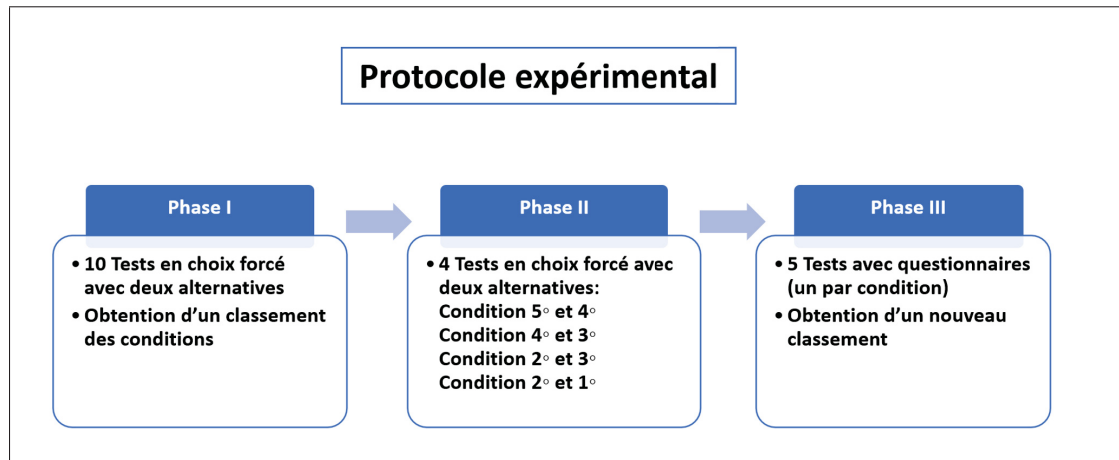 Protocole expérimental
Phase I
• 10 Tests en choix forcé
avec deux alternatives
• Obtention d’un classement
des conditions
Phase II
• 4 Tests en choix forcé avec
deux alternatives:
Condition 5◦ et 4◦
Condition 4◦ et 3◦
Condition 2◦ et 3◦
Condition 2◦ et 1◦
Phase III
• 5 Tests avec questionnaires
(un par condition)
• Obtention d’un nouveau
classement